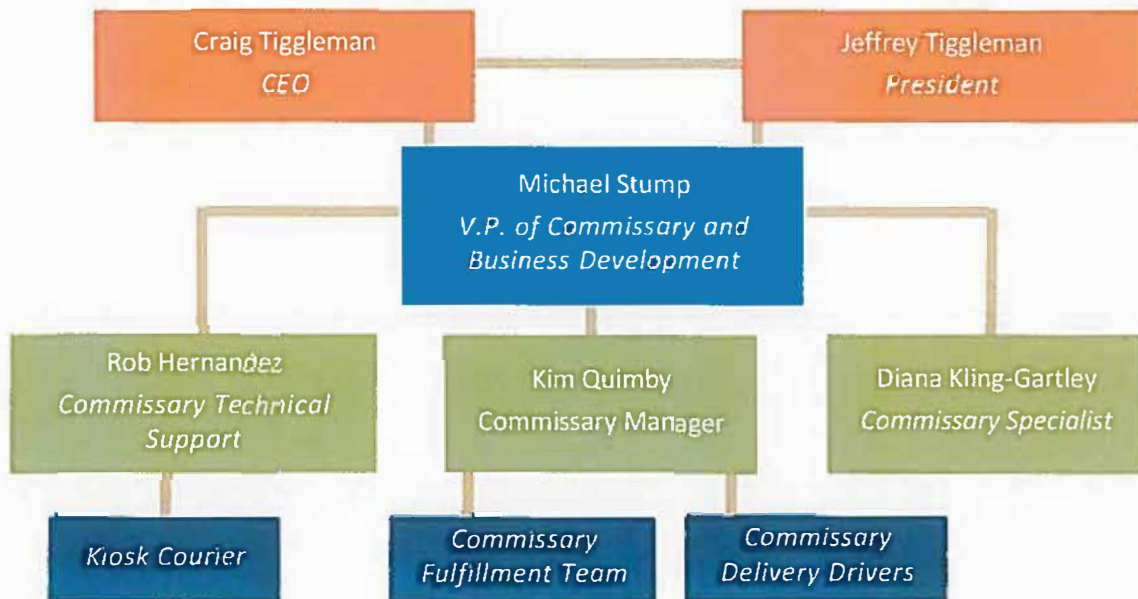 Craig Tiggleman
CEO
Jeffrey Tiggleman
President
Michael Stump
V.P. of Commissary and
Business Development
Rob Hernandez
Commissary Technical
Support
Kim Quimby
Commissary Manager
Diana Kling-Gartley
Commissary Specialist
Kiosk Courier
Commissary
Fulfillment Team
Commissary
Delivery Drivers